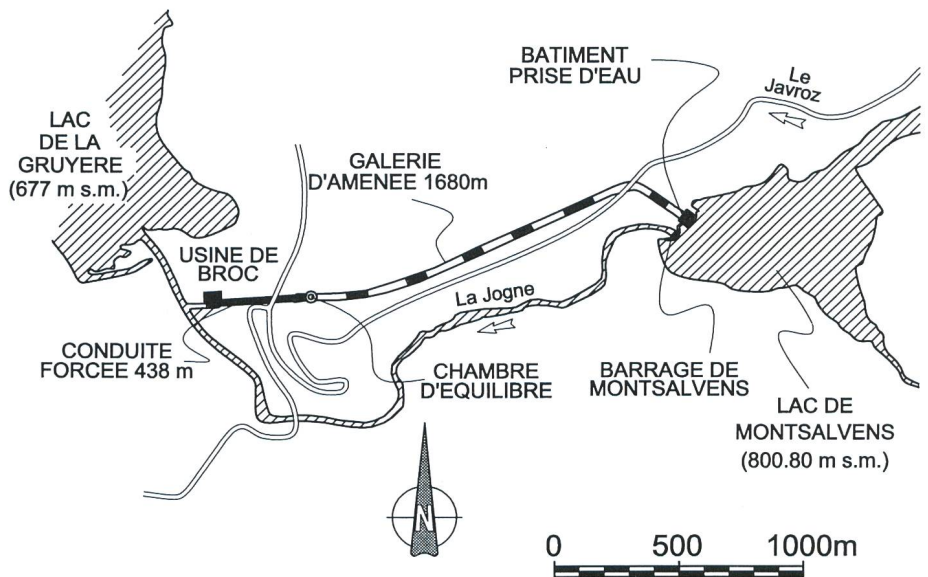 BATIMENT
PRISE D'EAU
Le
Javroz
LAC
DE LA
GRUYERE
(677 m s.m.)
GALERIE
D'AMENEE 1680m
USINE DE
BROC
La Jogne
CONDUITE
FORCEE 438 m
CHAMBRE
D'EQUILIBRE
BARRAGE DE
MONTSALVENS
LAC DE
MONTSALVENS
(800.80 m s.m.)
N
0 500 1000m